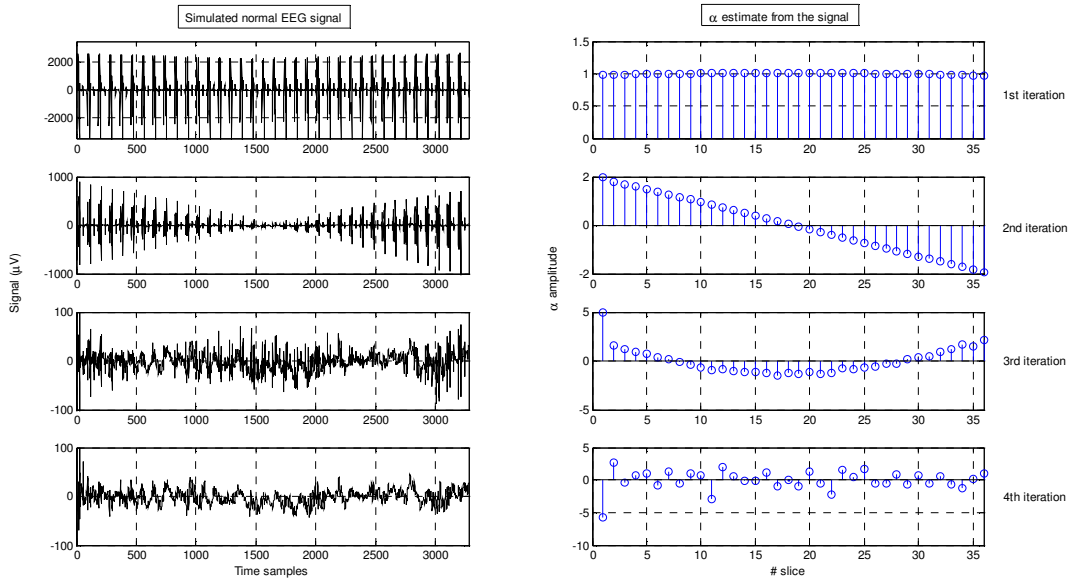 Simulated normal EEG signal
α estimate from the signal
2000
0
-2000
0 500 1000 1500 2000 2500 3000
1.5
1
0.5
0
0 5 10 15 20 25 30 35
1st iteration
1000
0
-1000
0 500 1000 1500 2000 2500 3000
2
0
-2
0 5 10 15 20 25 30 35
2nd iteration
Signal (μV)
α amplitude
100
0
-100
0 500 1000 1500 2000 2500 3000
5
0
-5
0 5 10 15 20 25 30 35
3rd iteration
100
0
-100
0 500 1000 1500 2000 2500 3000
Time samples
5
0
-5
-10
0 5 10 15 20 25 30 35
# slice
4th iteration